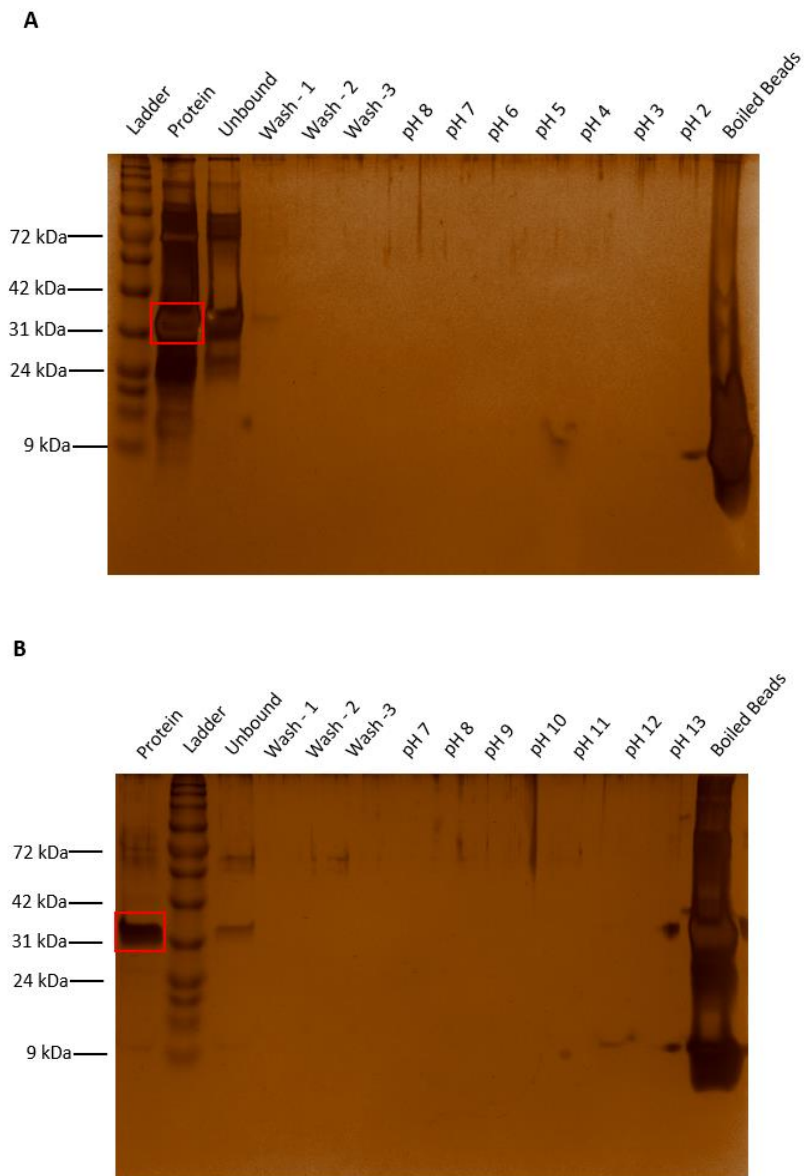 A
Ladder
Protein
Unbound
Wash - 1
Wash - 2
Wash -3
pH 8
pH 7
pH 6
pH 5
pH 4
pH 3
pH 2
Boiled Beads
72 kDa
42 kDa
31 kDa
24 kDa
9 kDa
B
Protein
Ladder
Unbound
Wash - 1
Wash - 2
Wash -3
pH 7
pH 8
pH 9
pH 10
pH 11
pH 12
pH 13
Boiled Beads
72 kDa
42 kDa
31 kDa
24 kDa
9 kDa